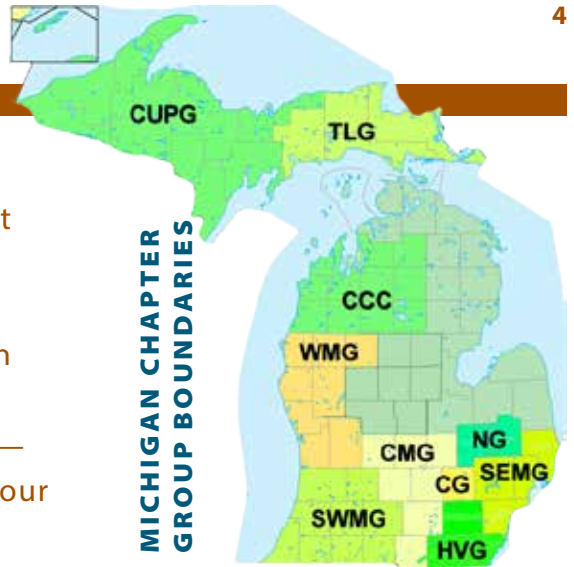 4
t
n
—
our
MICHIGAN CHAPTER
GROUP BOUNDARIES
CUPG
TLG
CCC
WMG
CMG
NG
CG
SEMG
SWMG
HVG